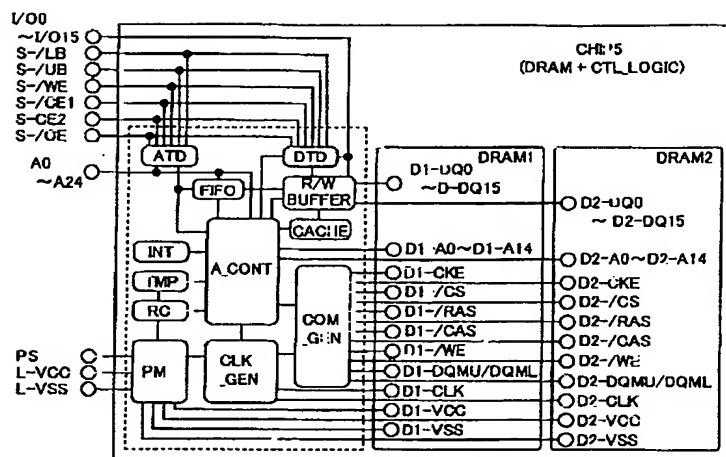 I/O0
~I/O15
S-/LB
S-/UB
S-/WE
S-/CE1
S-CE2
S-/OE
A0
~A24
PS
L-VCC
L-VSS
(DRAM + CTL_LOGIC)
ATD
DTD
FIFO
R/W
BUFFER
CACHE
INT
A_CONT
TMP
RC
COM
_GEN
PM
CLK
_GEN
DRAM1
D1-DQ0
~D-DQ15
D1-A0~D1-A14
D1-CKE
D1-/CS
D1-/RAS
D1-/CAS
D1-/WE
D1-DQMU/DQML
D1-CLK
D1-VCC
D1-VSS
DRAM2
D2-DQ0
~D2-DQ15
D2-A0~D2-A14
D2-CKE
D2-/CS
D2-/RAS
D2-/CAS
D2-/WE
D2-DQMU/DQML
D2-CLK
D2-VCC
D2-VSS